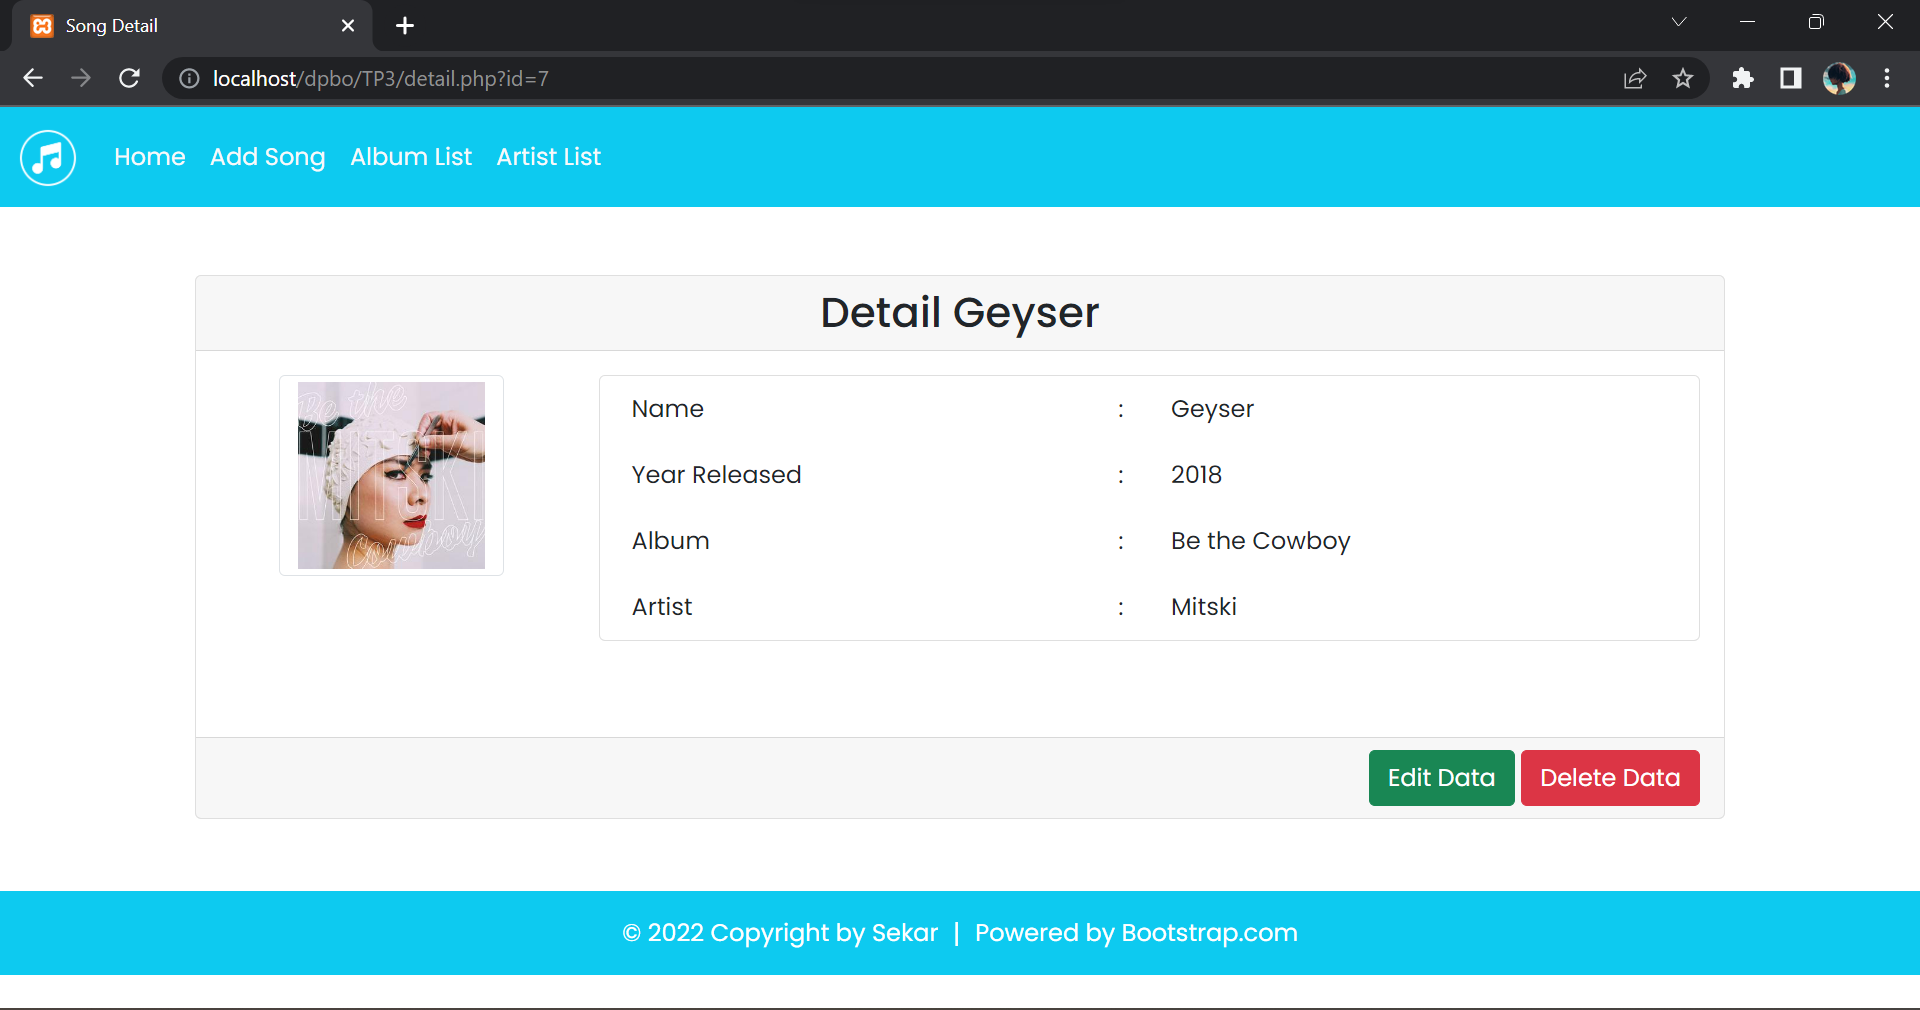 Song Detail
localhost/dpbo/TP3/detail.php?id=7
Home Add Song Album List Artist List
Detail Geyser
Be the
MITSKI
Cowboy
Name : Geyser
Year Released : 2018
Album : Be the Cowboy
Artist : Mitski
Edit Data Delete Data
© 2022 Copyright by Sekar | Powered by Bootstrap.com